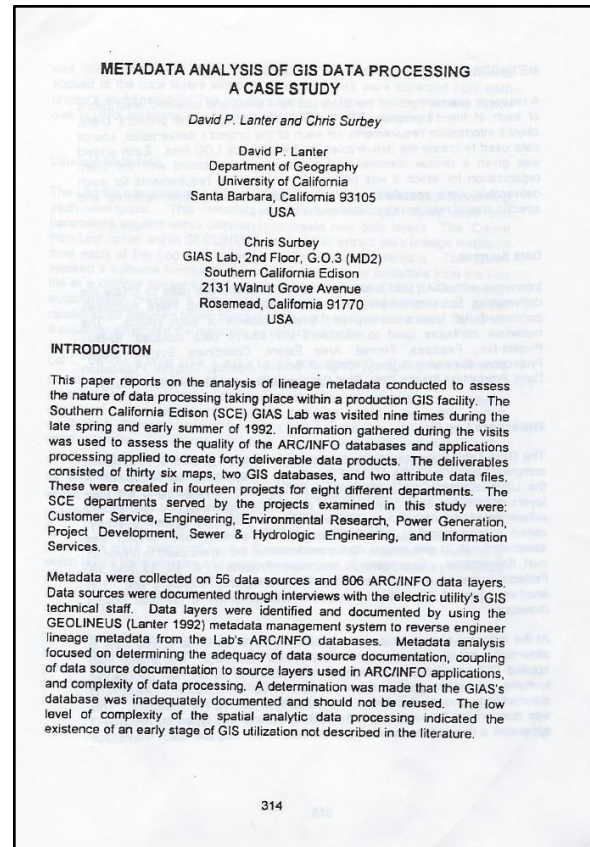 METADATA ANALYSIS OF GIS DATA PROCESSING
A CASE STUDY
David P. Lanter and Chris Surbey
David P. Lanter
Department of Geography
University of California
Santa Barbara, California 93105
USA
Chris Surbey
GIAS Lab, 2nd Floor, G.O.3 (MD2)
Southern California Edison
2131 Walnut Grove Avenue
Rosemead, California 91770
USA
INTRODUCTION
This paper reports on the analysis of lineage metadata conducted to assess
the nature of data processing taking place within a production GIS facility. The
Southern California Edison (SCE) GIAS Lab was visited nine times during the
late spring and early summer of 1992. Information gathered during the visits
was used to assess the quality of the ARC/INFO databases and applications
processing applied to create forty deliverable data products. The deliverables
consisted of thirty six maps, two GIS databases, and two attribute data files.
These were created in fourteen projects for eight different departments. The
SCE departments served by the projects examined in this study were:
Customer Service, Engineering, Environmental Research, Power Generation,
Project Development, Sewer & Hydrologic Engineering, and Information
Services.
Metadata were collected on 56 data sources and 806 ARC/INFO data layers.
Data sources were documented through interviews with the electric utility's GIS
technical staff. Data layers were identified and documented by using the
GEOLINEUS (Lanter 1992) metadata management system to reverse engineer
lineage metadata from the Lab's ARC/INFO databases. Metadata analysis
focused on determining the adequacy of data source documentation, coupling
of data source documentation to source layers used in ARC/INFO applications,
and complexity of data processing. A determination was made that the GIAS's
database was inadequately documented and should not be reused. The low
level of complexity of the spatial analytic data processing indicated the
existence of an early stage of GIS utilization not described in the literature.
314